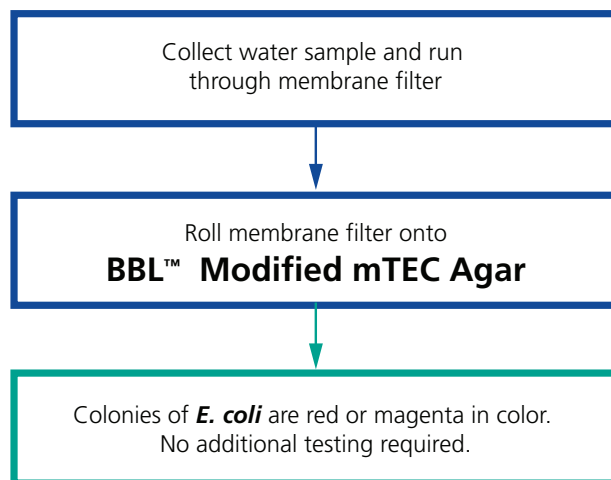 Collect water sample and run
through membrane filter
Roll membrane filter onto
BBL™ Modified mTEC Agar
Colonies of E. coli are red or magenta in color.
No additional testing required.